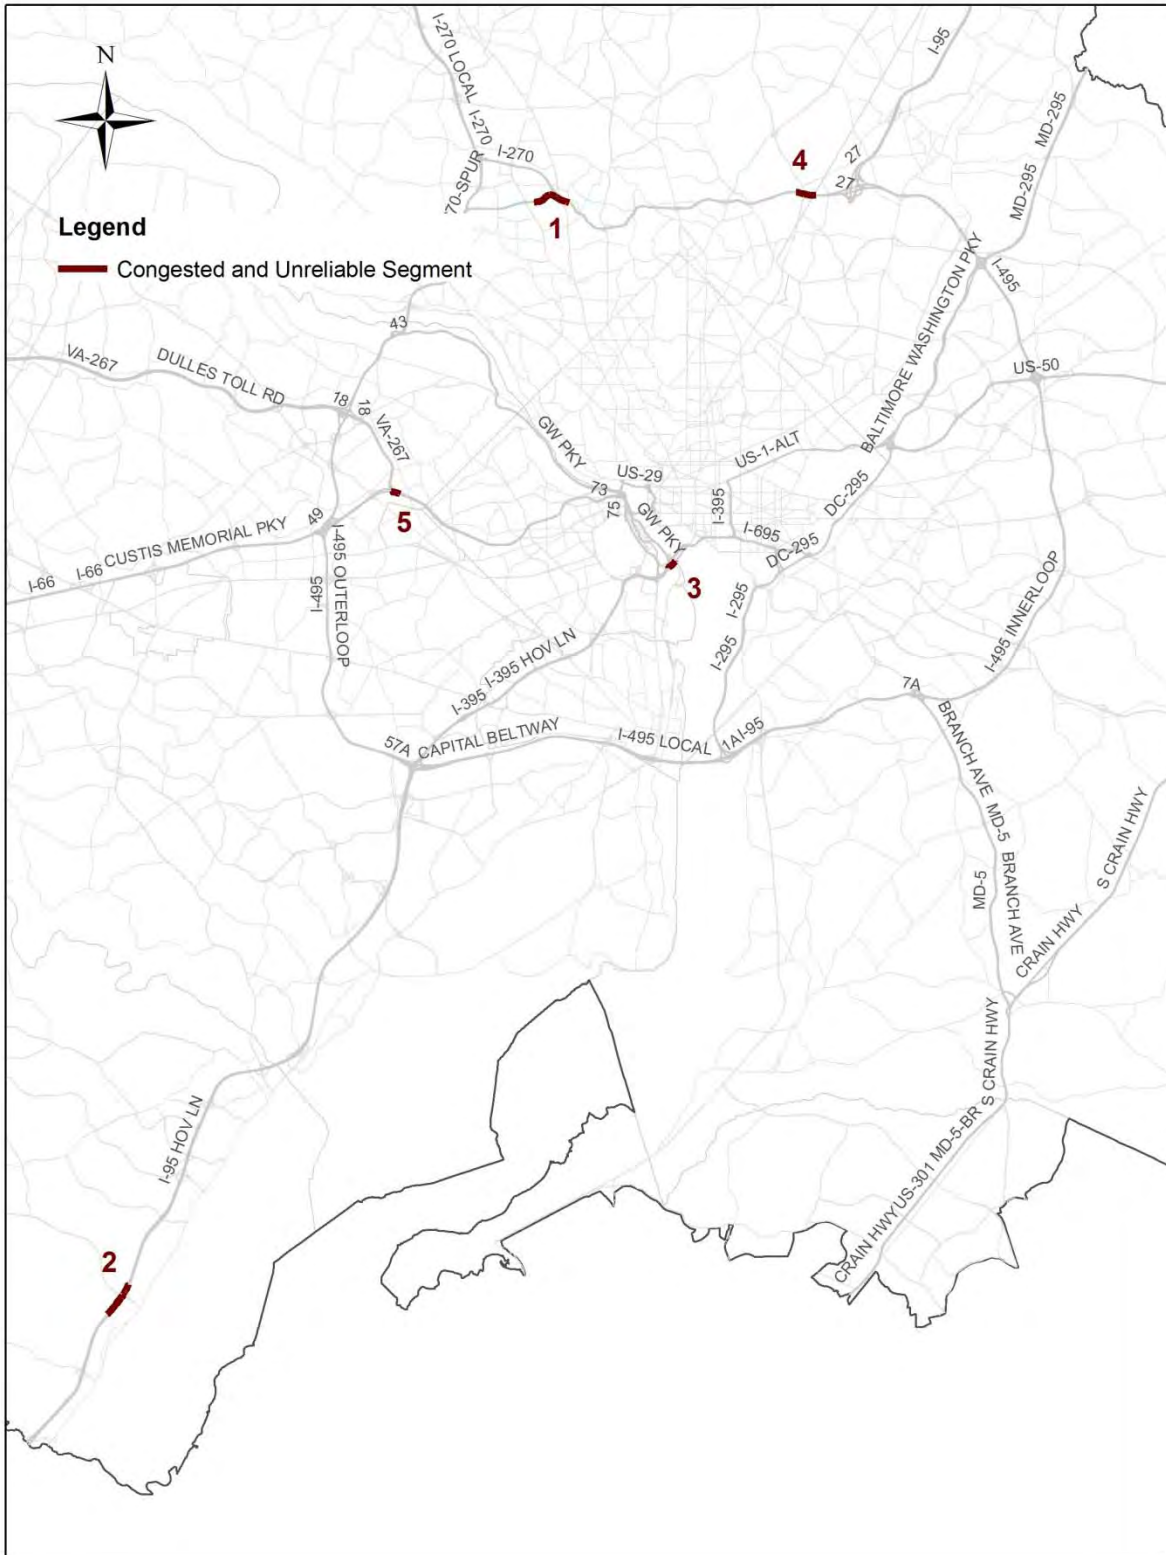 N
I-270 LOCAL
I-270
I-270
70-SPUR
I-95
MD-295
MD-295
27
27
4
1
Legend
Congested and Unreliable Segment
BALTIMORE WASHINGTON PKY
I-495
43
VA-267
DULLES TOLL RD
18
18
VA-267
US-50
GW PKY
US-29
US-1-ALT
73
75
GW PKY
I-395
I-695
DC-295
DC-295
5
49
CUSTIS MEMORIAL PKY
I-66
I-66
I-495
I-495 OUTERLOOP
3
I-295
I-295
I-495 INNERLOOP
I-395
I-395 HOV LN
7A
57A
CAPITAL BELTWAY
I-495 LOCAL
1A
I-95
BRANCH AVE
MD-5
BRANCH AVE
MD-5
S CRAIN HWY
CRAIN HWY
S CRAIN HWY
I-95 HOV LN
MD-5-BR
US-301
CRAIN HWY
2